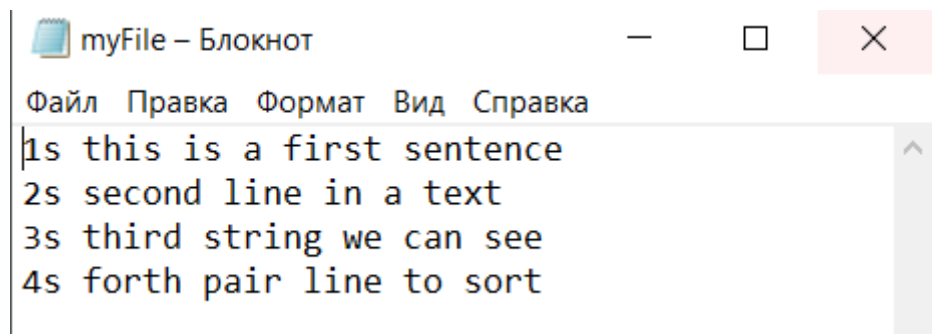 myFile – Блокнот
Файл Правка Формат Вид Справка
1s this is a first sentence
2s second line in a text
3s third string we can see
4s forth pair line to sort